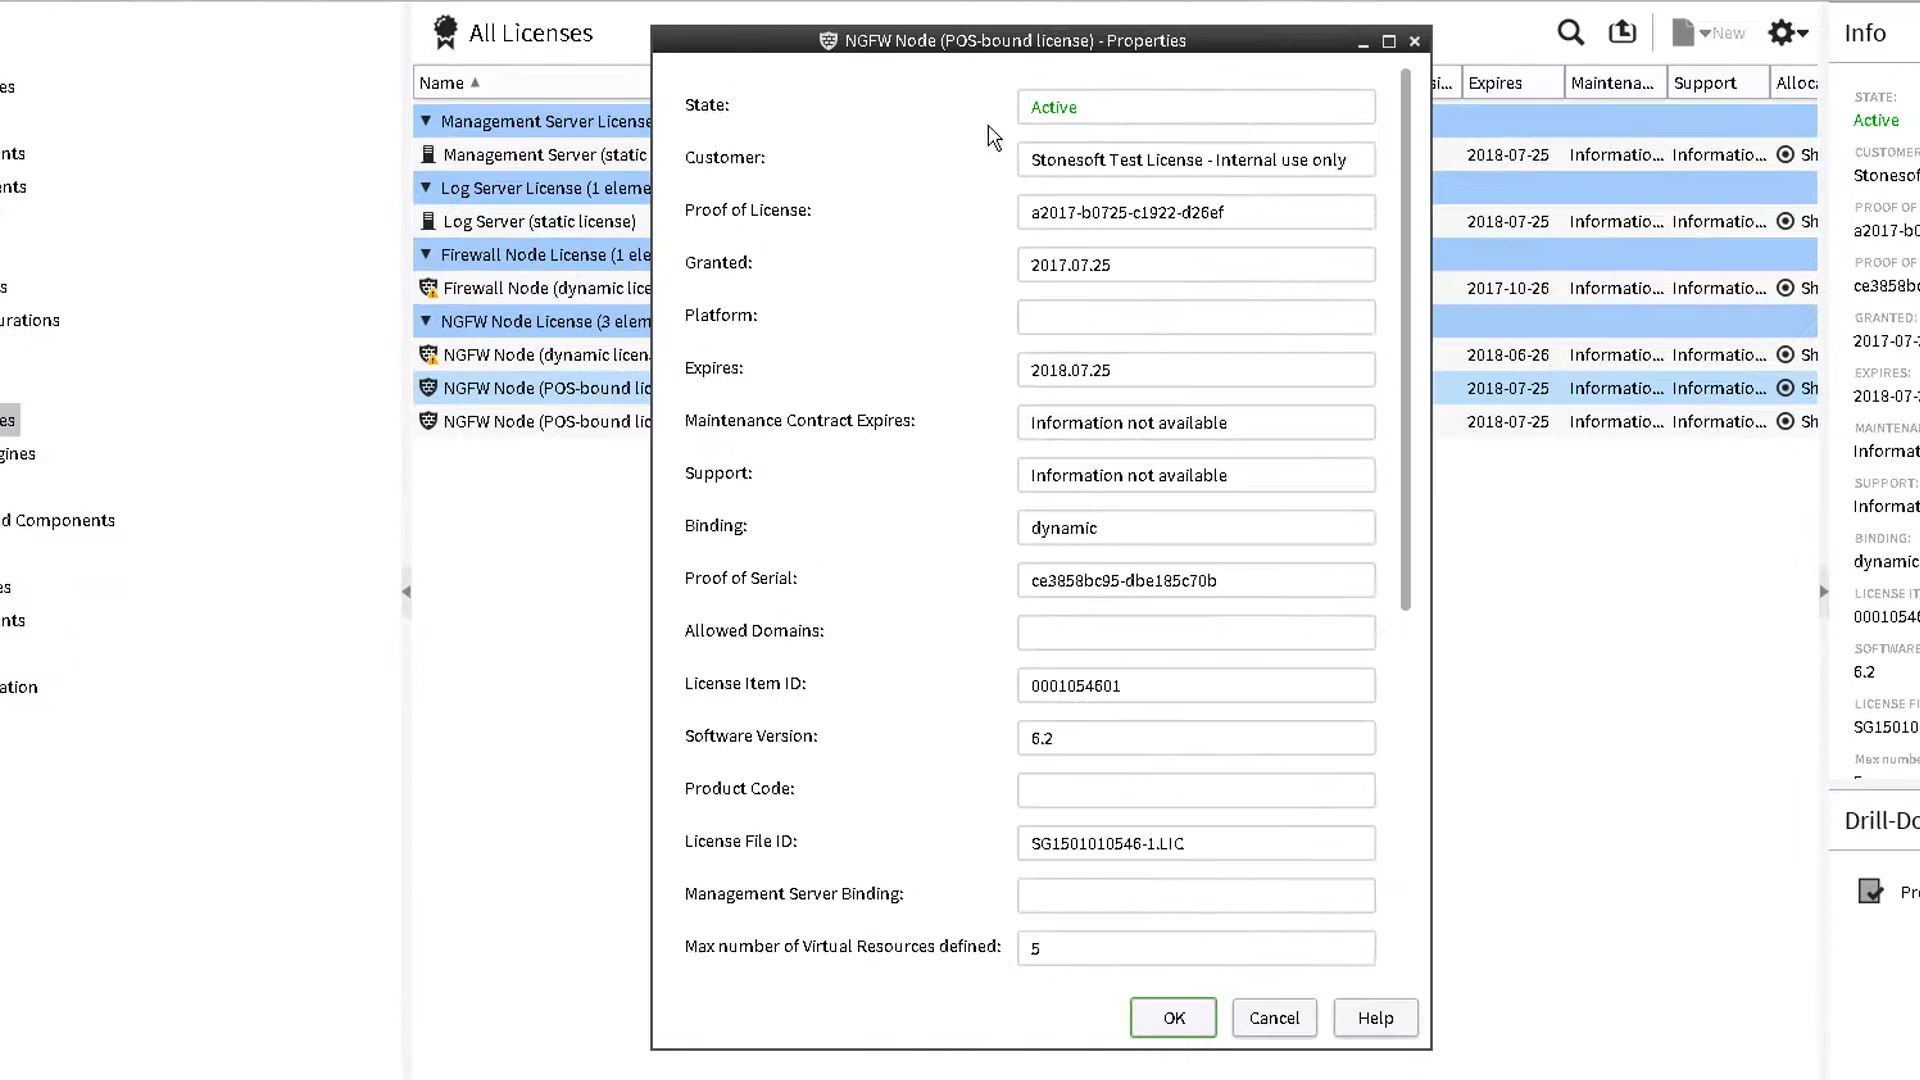 All Licenses
NGFW Node (POS-bound license) - Properties
New
Info
es
nts
ents
s
urations
es
gines
d Components
es
nts
ation
Name
si...
Expires
Maintena...
Support
Alloc
Management Server License
Management Server (static
2018-07-25 Informatio... Informatio... Sh
Log Server License (1 eleme
Log Server (static license)
2018-07-25 Informatio... Informatio... Sh
Firewall Node License (1 ele
Firewall Node (dynamic lice
2017-10-26 Informatio... Informatio... Sh
NGFW Node License (3 elem
NGFW Node (dynamic licen
2018-06-26 Informatio... Informatio... Sh
NGFW Node (POS-bound lic
2018-07-25 Informatio... Informatio... Sh
NGFW Node (POS-bound lic
2018-07-25 Informatio... Informatio... Sh
State: Active
Customer: Stonesoft Test License - Internal use only
Proof of License: a2017-b0725-c1922-d26ef
Granted: 2017.07.25
Platform:
Expires: 2018.07.25
Maintenance Contract Expires: Information not available
Support: Information not available
Binding: dynamic
Proof of Serial: ce3858bc95-dbe185c70b
Allowed Domains:
License Item ID: 0001054601
Software Version: 6.2
Product Code:
License File ID: SG1501010546-1.LIC
Management Server Binding:
Max number of Virtual Resources defined: 5
OK
Cancel
Help
STATE:
Active
CUSTOMER
Stonesof
PROOF OF
a2017-b0
PROOF OF
ce3858bc
GRANTED:
2017-07-
EXPIRES:
2018-07-
MAINTENA
Informat
SUPPORT:
Informat
BINDING:
dynamic
LICENSE IT
00010546
SOFTWARE
6.2
LICENSE FI
SG15010
Max numbe
Drill-Do
Pr